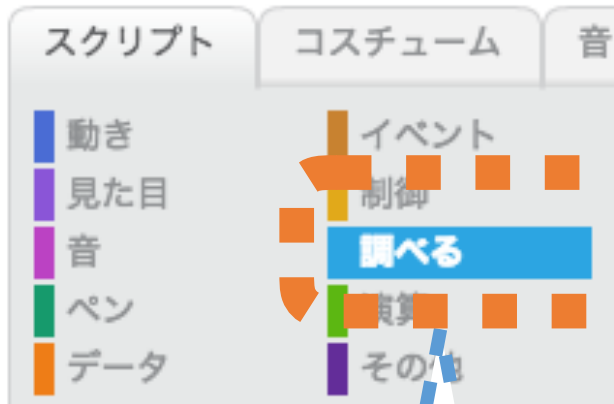 スクリプト コスチューム 音
動き イベント
見た目 制御
音 調べる
ペン 演算
データ その他